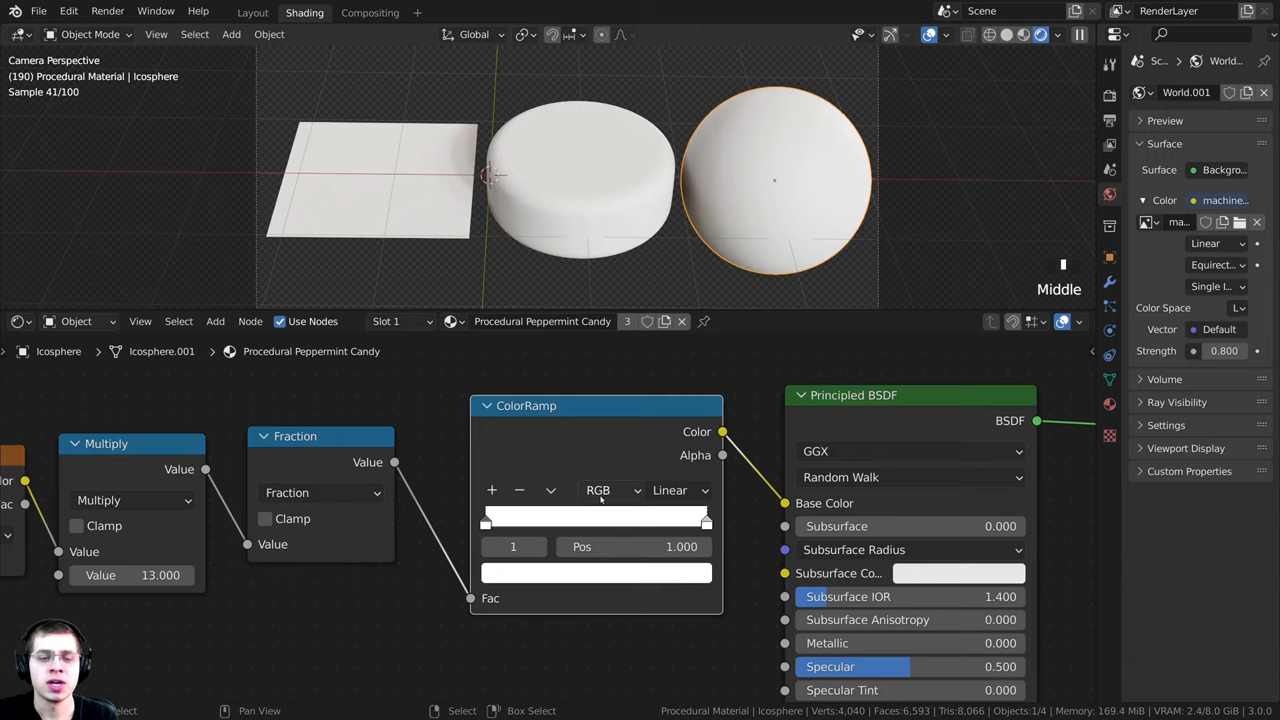 File Edit Render Window Help Layout Shading Compositing + Scene RenderLayer
Object Mode View Select Add Object Global
Camera Perspective
(190) Procedural Material | Icosphere
Sample 41/100
Middle
Sc... World...
World.001
Preview
Surface
Surface Backgro...
Color machine...
ma...
Linear
Equirect...
Single I...
Color Space L
Vector Default
Strength 0.800
Volume
Ray Visibility
Settings
Viewport Display
Custom Properties
Object View Select Add Node Use Nodes Slot 1 Procedural Peppermint Candy 3
Icosphere Icosphere.001 Procedural Peppermint Candy
lor
ac
Multiply
Value
Multiply
Clamp
Value
Value 13.000
Fraction
Value
Fraction
Clamp
Value
ColorRamp
Color
Alpha
RGB Linear
1 Pos 1.000
Fac
Principled BSDF
BSDF
GGX
Random Walk
Base Color
Subsurface 0.000
Subsurface Radius
Subsurface Co...
Subsurface IOR 1.400
Subsurface Anisotropy 0.000
Metallic 0.000
Specular 0.500
Specular Tint 0.000
elect Pan View Select Box Select Procedural Material | Icosphere | Verts:4,040 | Faces:6,593 | Tris:8,066 | Objects:1/4 | Memory: 169.4 MiB | VRAM: 2.4/8.0 GiB | 3.0.0